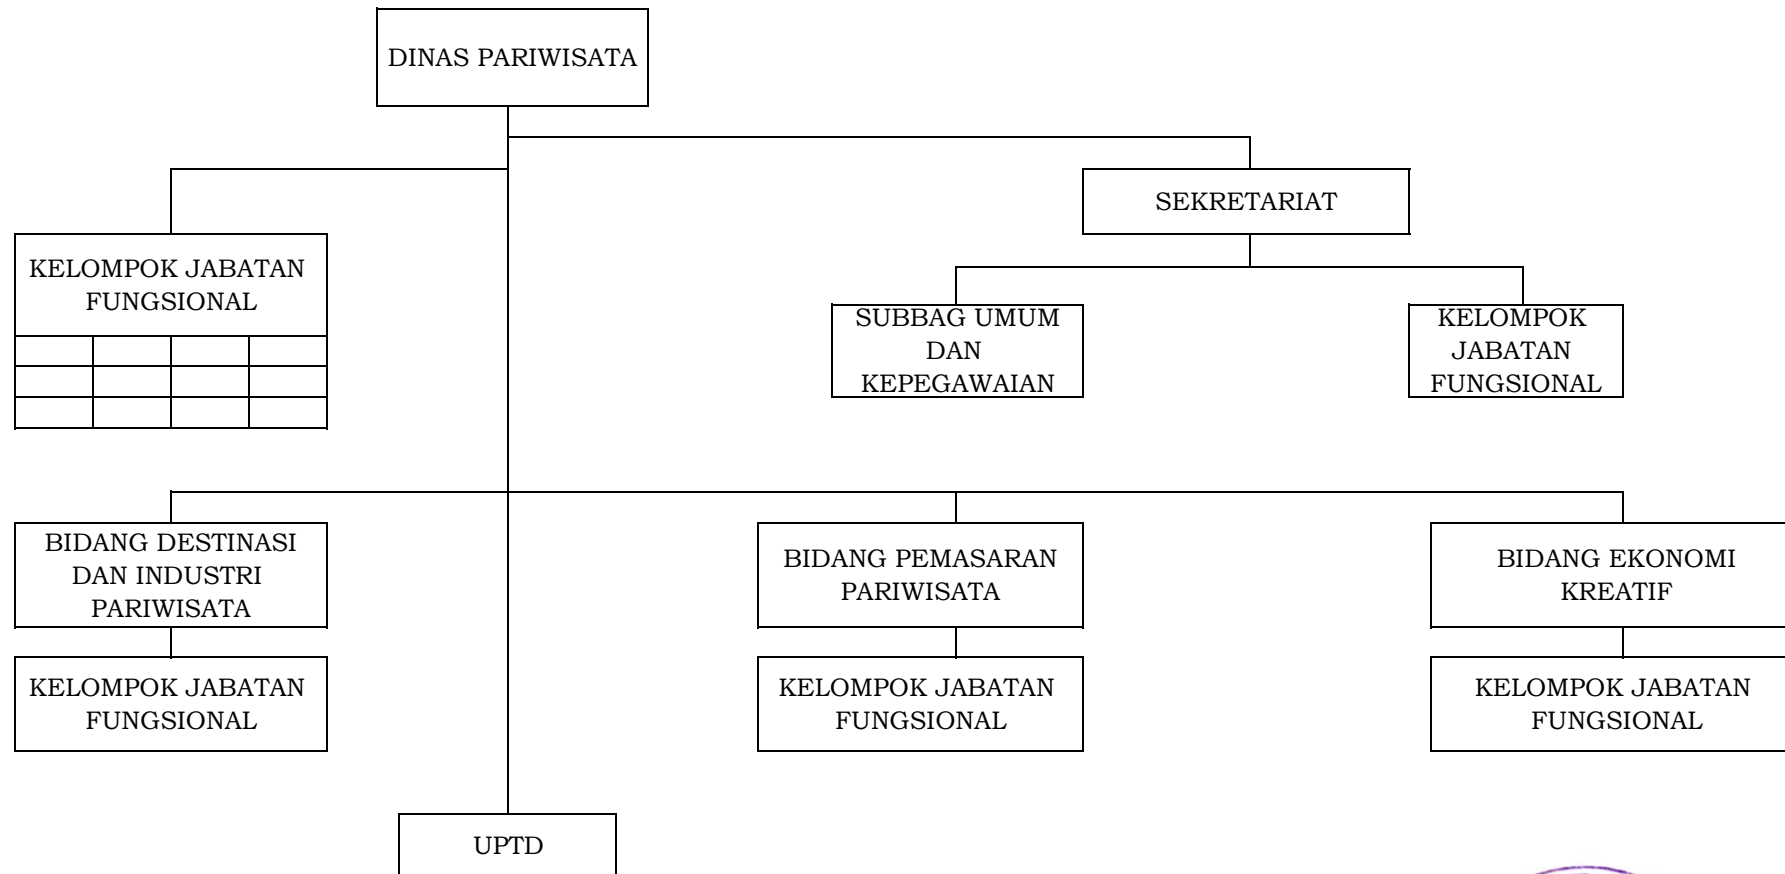 DINAS PARIWISATA
SEKRETARIAT
KELOMPOK JABATAN
FUNGSIONAL
SUBBAG UMUM
DAN
KEPEGAWAIAN
KELOMPOK
JABATAN
FUNGSIONAL
BIDANG DESTINASI
DAN INDUSTRI
PARIWISATA
BIDANG PEMASARAN
PARIWISATA
BIDANG EKONOMI
KREATIF
KELOMPOK JABATAN
FUNGSIONAL
KELOMPOK JABATAN
FUNGSIONAL
KELOMPOK JABATAN
FUNGSIONAL
UPTD